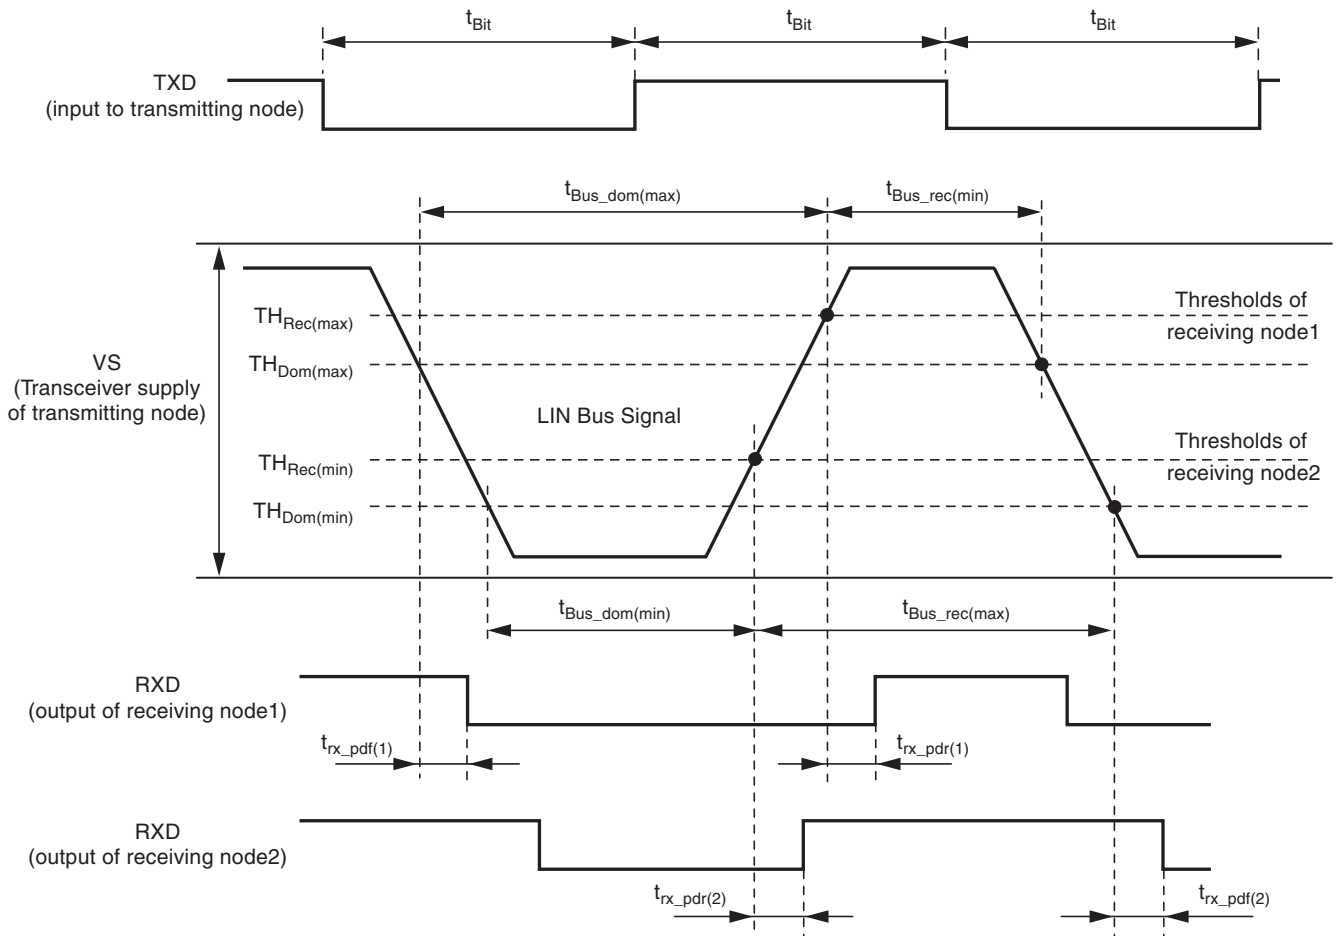 tBit
tBit
tBit
TXD
(input to transmitting node)
tBus_dom(max)
tBus_rec(min)
THRec(max)
Thresholds of
receiving node1
VS
(Transceiver supply
of transmitting node)
THDom(max)
LIN Bus Signal
THRec(min)
Thresholds of
receiving node2
THDom(min)
tBus_dom(min)
tBus_rec(max)
RXD
(output of receiving node1)
trx_pdf(1)
trx_pdr(1)
RXD
(output of receiving node2)
trx_pdr(2)
trx_pdf(2)